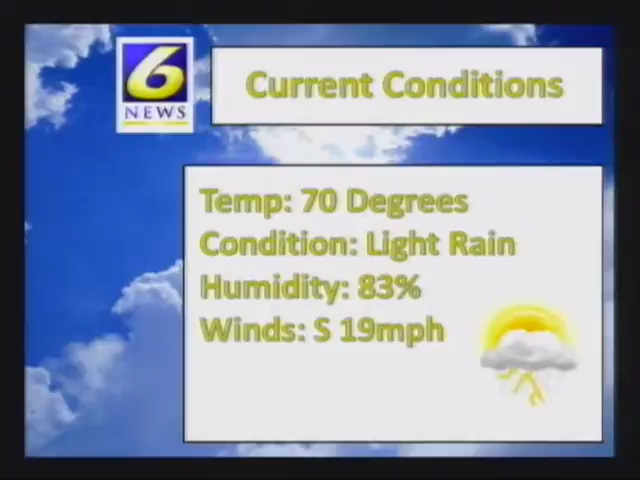 6
NEWS
Current Conditions
Temp: 70 Degrees
Condition: Light Rain
Humidity: 83%
Winds: S 19mph